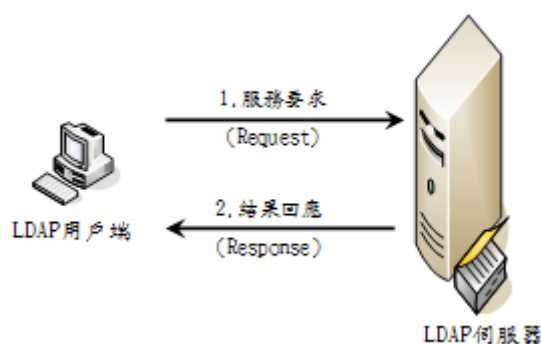 1.服務要求
(Request)
LDAP用戶端
2.結果回應
(Response)
LDAP伺服器